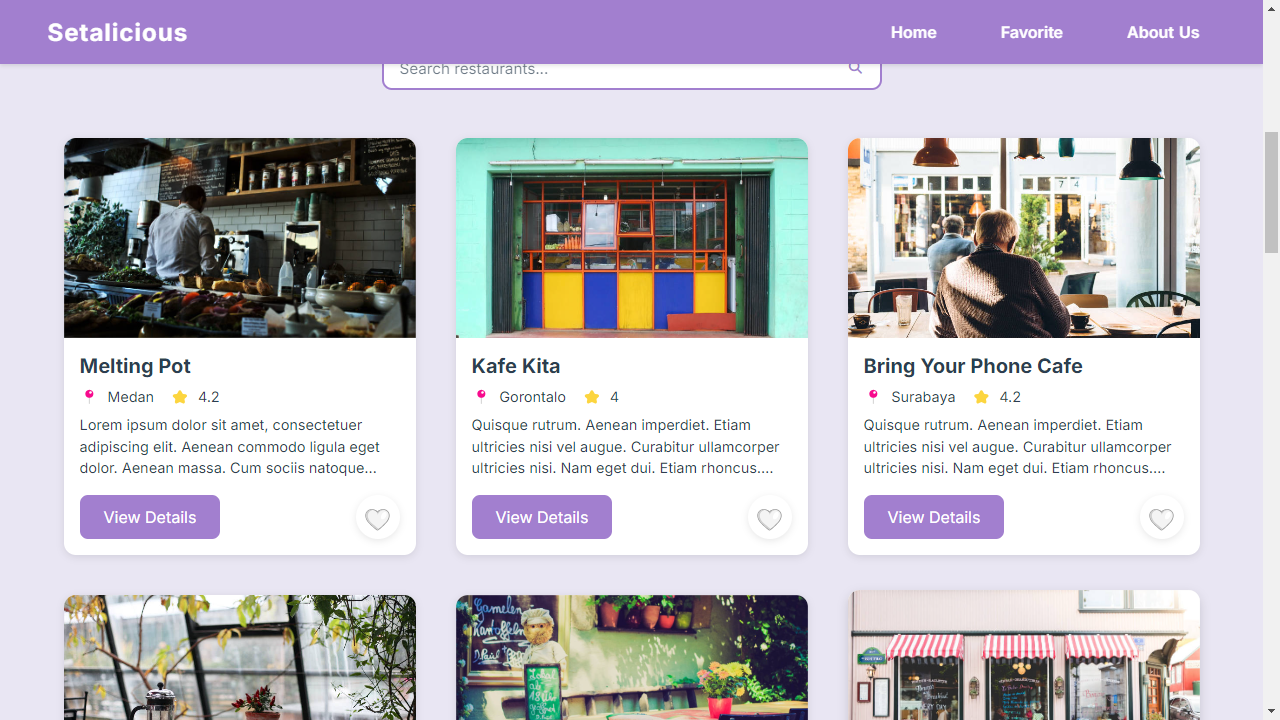 Setalicious
Home
Favorite
About Us
Search restaurants...
Melting Pot
Medan
4.2
Lorem ipsum dolor sit amet, consectetuer
adipiscing elit. Aenean commodo ligula eget
dolor. Aenean massa. Cum sociis natoque...
View Details
Kafe Kita
Gorontalo
4
Quisque rutrum. Aenean imperdiet. Etiam
ultricies nisi vel augue. Curabitur ullamcorper
ultricies nisi. Nam eget dui. Etiam rhoncus....
View Details
7 4
Bring Your Phone Cafe
Surabaya
4.2
Quisque rutrum. Aenean imperdiet. Etiam
ultricies nisi vel augue. Curabitur ullamcorper
ultricies nisi. Nam eget dui. Etiam rhoncus....
View Details